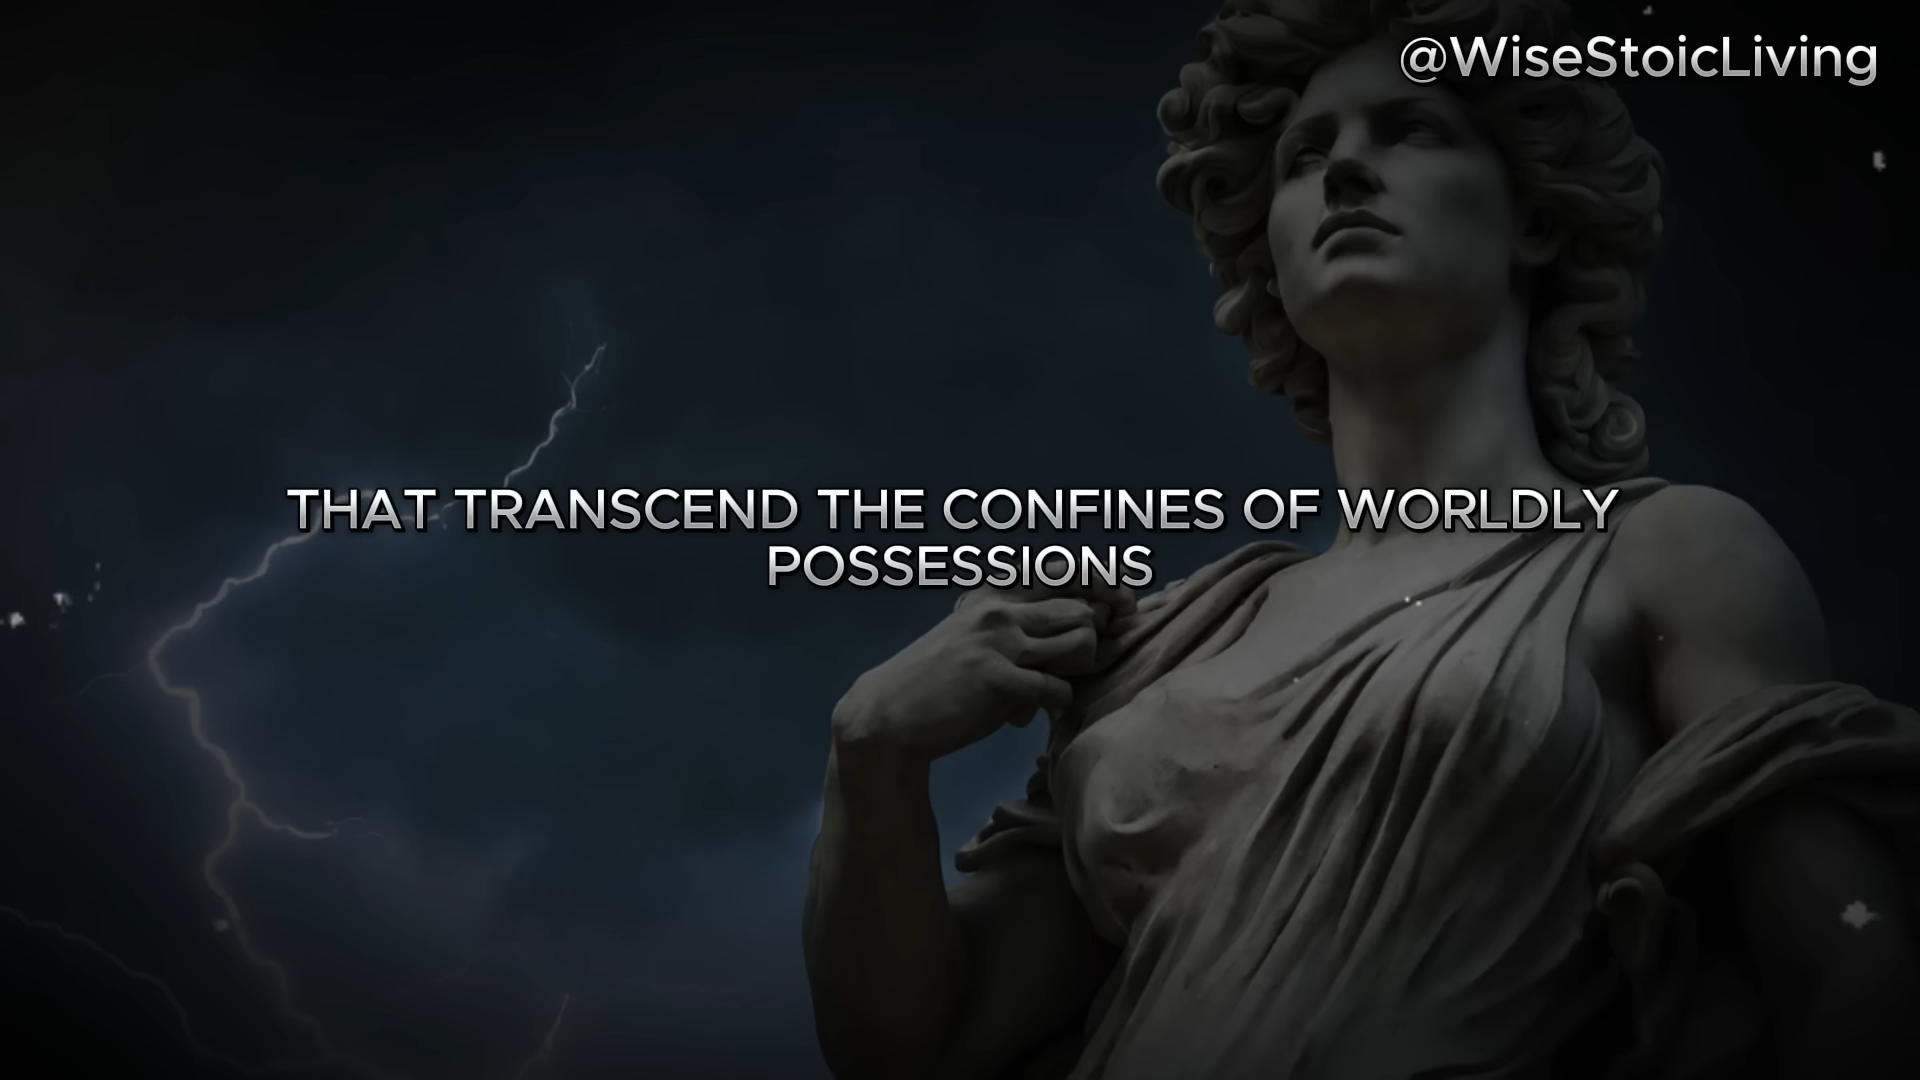 @WiseStoicLiving
THAT TRANSCEND THE CONFINES OF WORLDLY
POSSESSIONS